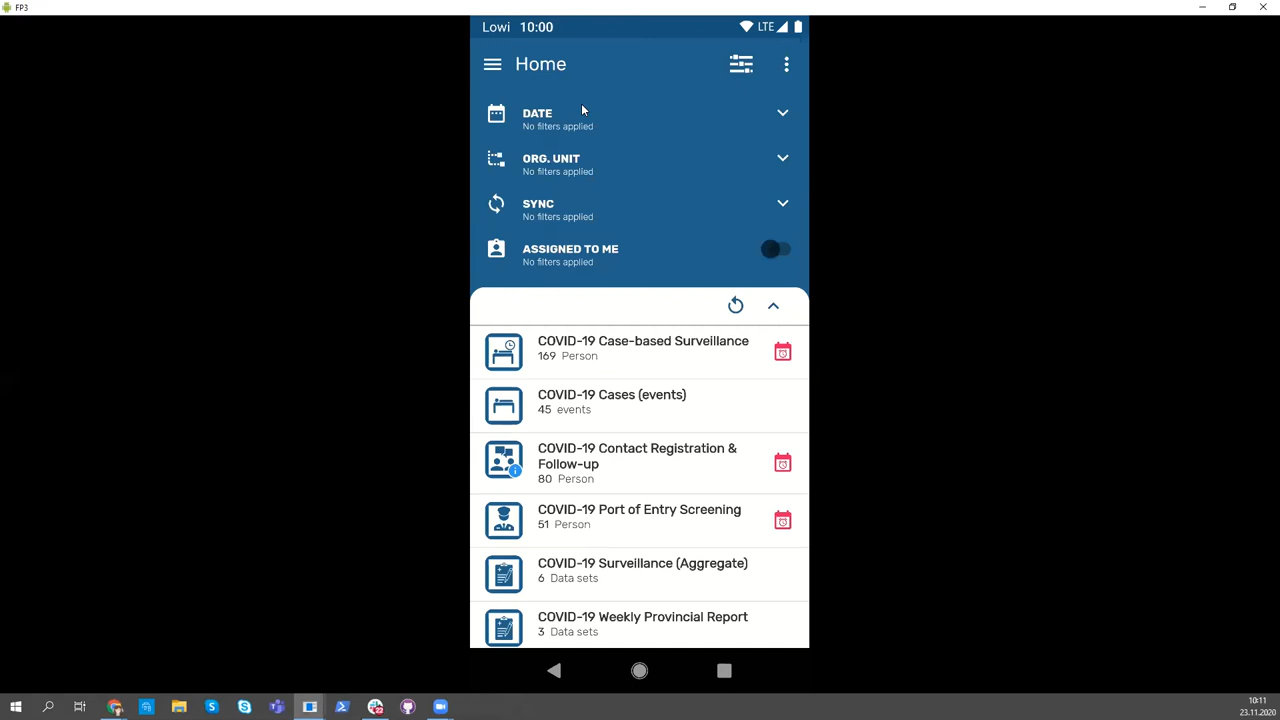 FP3
Lowi 10:00
LTE
Home
DATE
No filters applied
ORG. UNIT
No filters applied
SYNC
No filters applied
ASSIGNED TO ME
No filters applied
COVID-19 Case-based Surveillance
169 Person
COVID-19 Cases (events)
45 events
COVID-19 Contact Registration &
Follow-up
80 Person
COVID-19 Port of Entry Screening
51 Person
COVID-19 Surveillance (Aggregate)
6 Data sets
COVID-19 Weekly Provincial Report
3 Data sets
10:11
23.11.2020